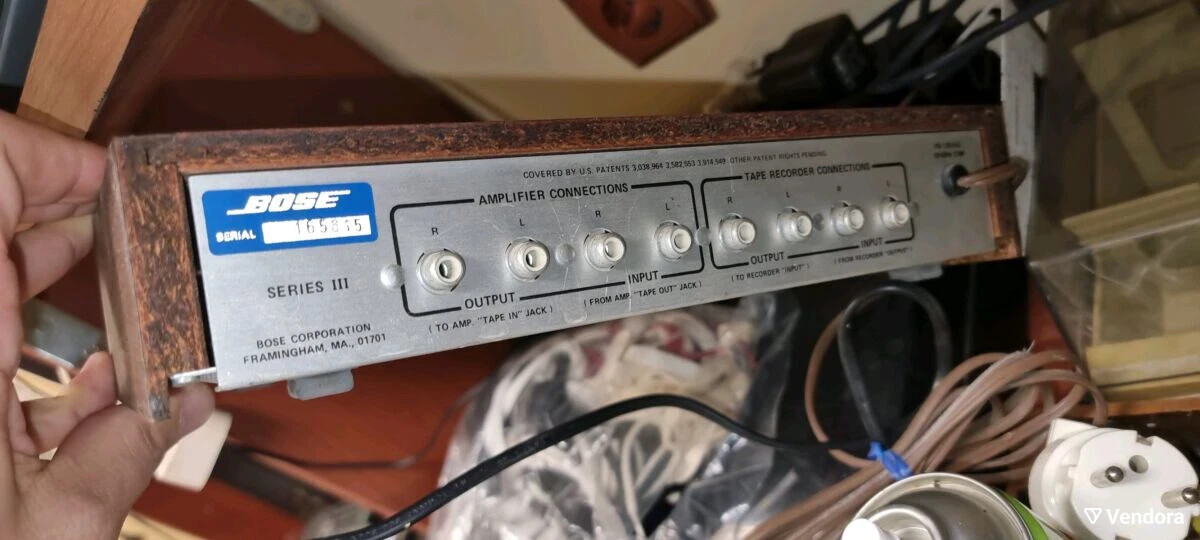 COVERED BY U.S. PATENTS 3,038,964 3,582,553 3,914,549 OTHER PATENT RIGHTS PENDING
BOSE
SERIAL 165815
SERIES III
BOSE CORPORATION
FRAMINGHAM, MA., 01701
AMPLIFIER CONNECTIONS
R L R L
OUTPUT INPUT
( TO AMP. "TAPE IN" JACK ) ( FROM AMP. "TAPE OUT" JACK )
TAPE RECORDER CONNECTIONS
R L R L
OUTPUT INPUT
( TO RECORDER "INPUT" ) ( FROM RECORDER "OUTPUT" )
Vendora